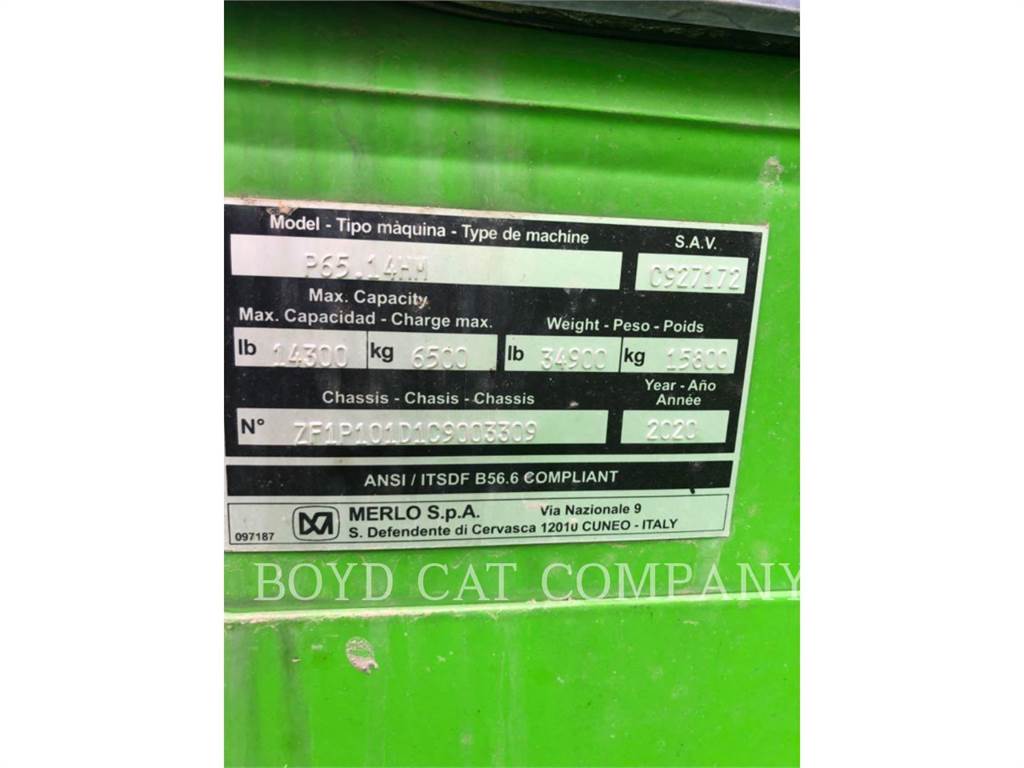 Model - Tipo màquina - Type de machine
S.A.V.
P65.14HM
C927172
Max. Capacity
Max. Capacidad - Charge max.
Weight - Peso - Poids
lb 14300 kg 6500 lb 34900 kg 15800
Chassis - Chasis - Chassis
Year - Año
Année
N° ZF1P101D1C9003309 2020
ANSI / ITSDF B56.6 COMPLIANT
MERLO S.p.A. Via Nazionale 9
097187 S. Defendente di Cervasca 12010 CUNEO - ITALY
BOYD CAT COMPANY